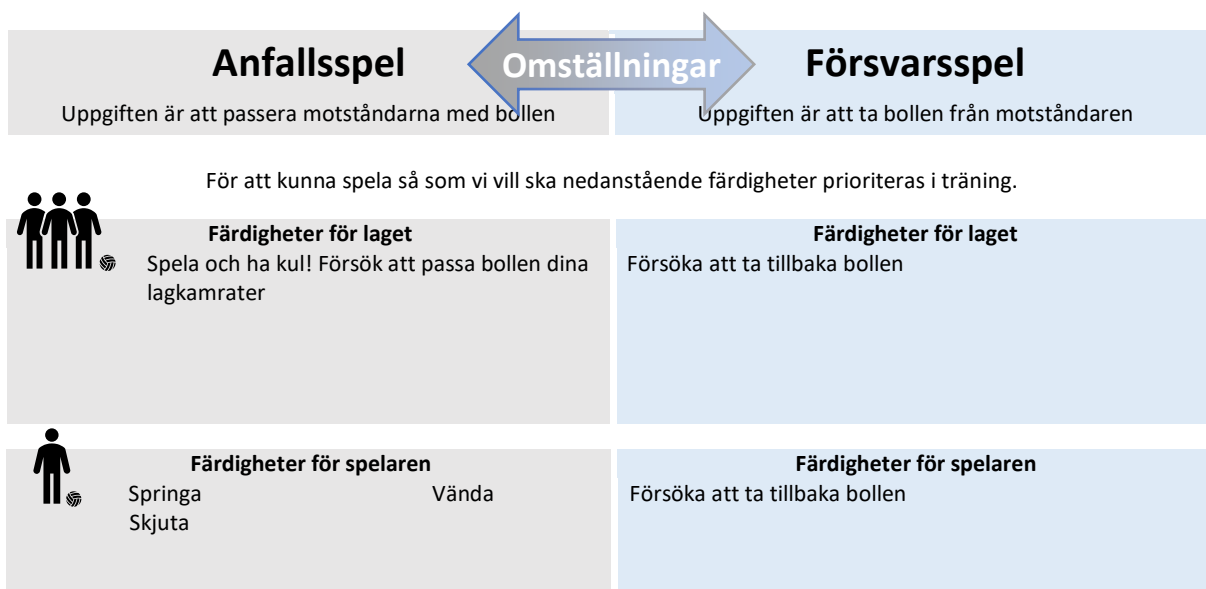 Anfallsspel
Omställningar
Försvarsspel
Uppgiften är att passera motståndarna med bollen
Uppgiften är att ta bollen från motståndaren
För att kunna spela så som vi vill ska nedanstående färdigheter prioriteras i träning.
Färdigheter för laget
Spela och ha kul! Försök att passa bollen dina
lagkamrater
Färdigheter för laget
Försöka att ta tillbaka bollen
Färdigheter för spelaren
Springa
Vända
Skjuta
Färdigheter för spelaren
Försöka att ta tillbaka bollen